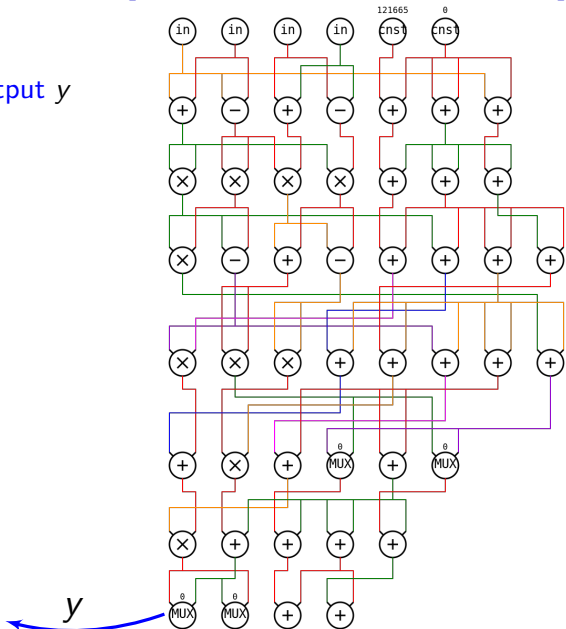 121665 0
in in in in cnst cnst
tput y
+ − + − + + +
× × × × + + +
× − + − + + + +
× × × + + + + +
0 0
+ × + MUX + MUX
× + + + +
0 0
MUX MUX + +
y